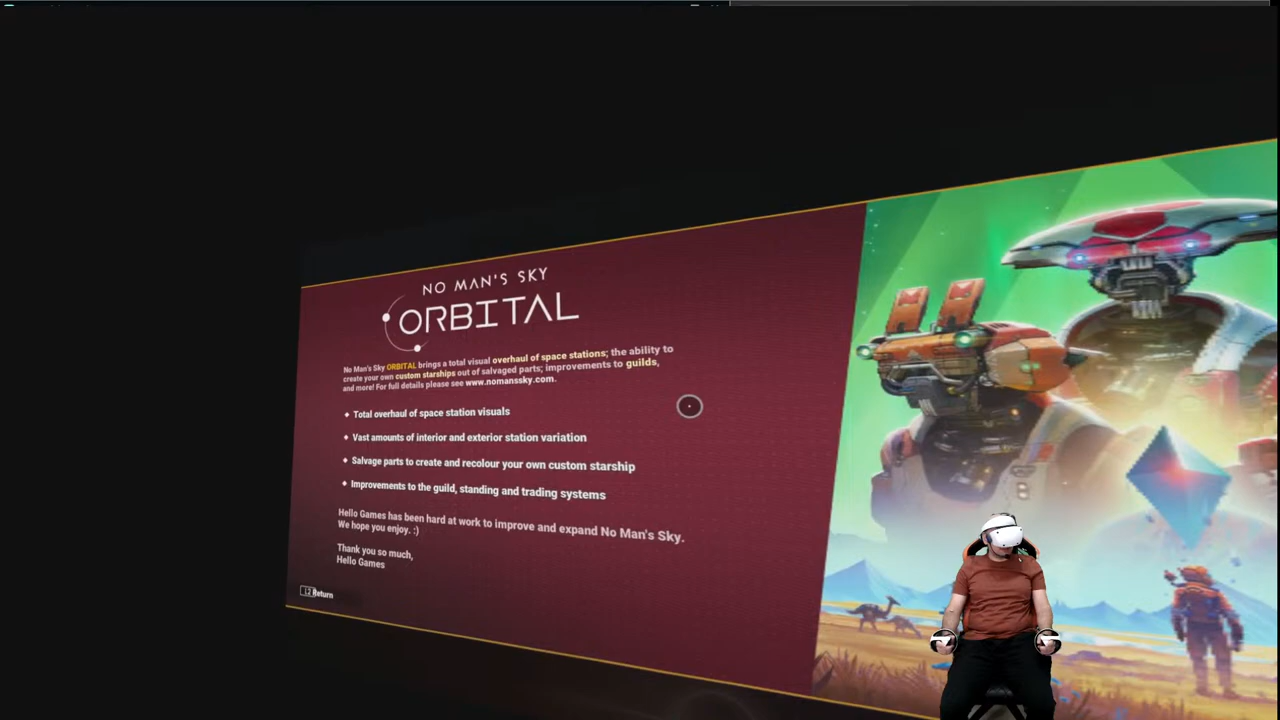 NO MAN'S SKY
ORBITAL
No Man's Sky ORBITAL brings a total visual overhaul of space stations; the ability to
create your own custom starships out of salvaged parts; improvements to guilds,
and more! For full details please see www.nomanssky.com.
Total overhaul of space station visuals
Vast amounts of interior and exterior station variation
Salvage parts to create and recolour your own custom starship
Improvements to the guild, standing and trading systems
Hello Games has been hard at work to improve and expand No Man's Sky.
We hope you enjoy. :)
Thank you so much,
Hello Games
Return